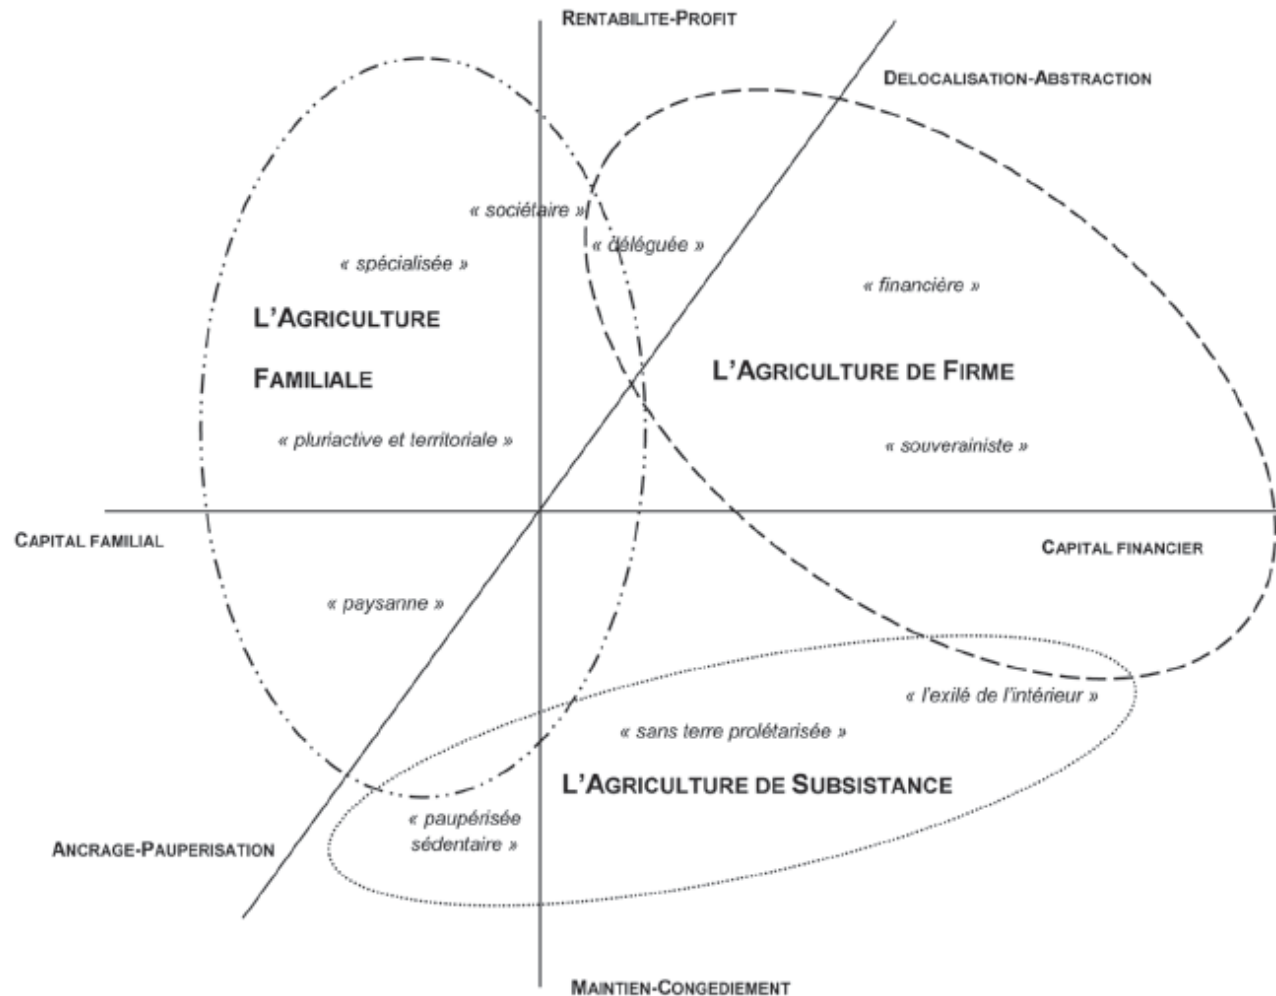 RENTABILITE-PROFIT
DELOCALISATION-ABSTRACTION
« sociétaire »
« déléguée »
« spécialisée »
« financière »
L'AGRICULTURE
FAMILIALE
L'AGRICULTURE DE FIRME
« pluriactive et territoriale »
« souverainiste »
CAPITAL FAMILIAL
CAPITAL FINANCIER
« paysanne »
« l'exilé de l'intérieur »
« sans terre prolétarisée »
L'AGRICULTURE DE SUBSISTANCE
« paupérisée
sédentaire »
ANCRAGE-PAUPERISATION
MAINTIEN-CONGEDIEMENT